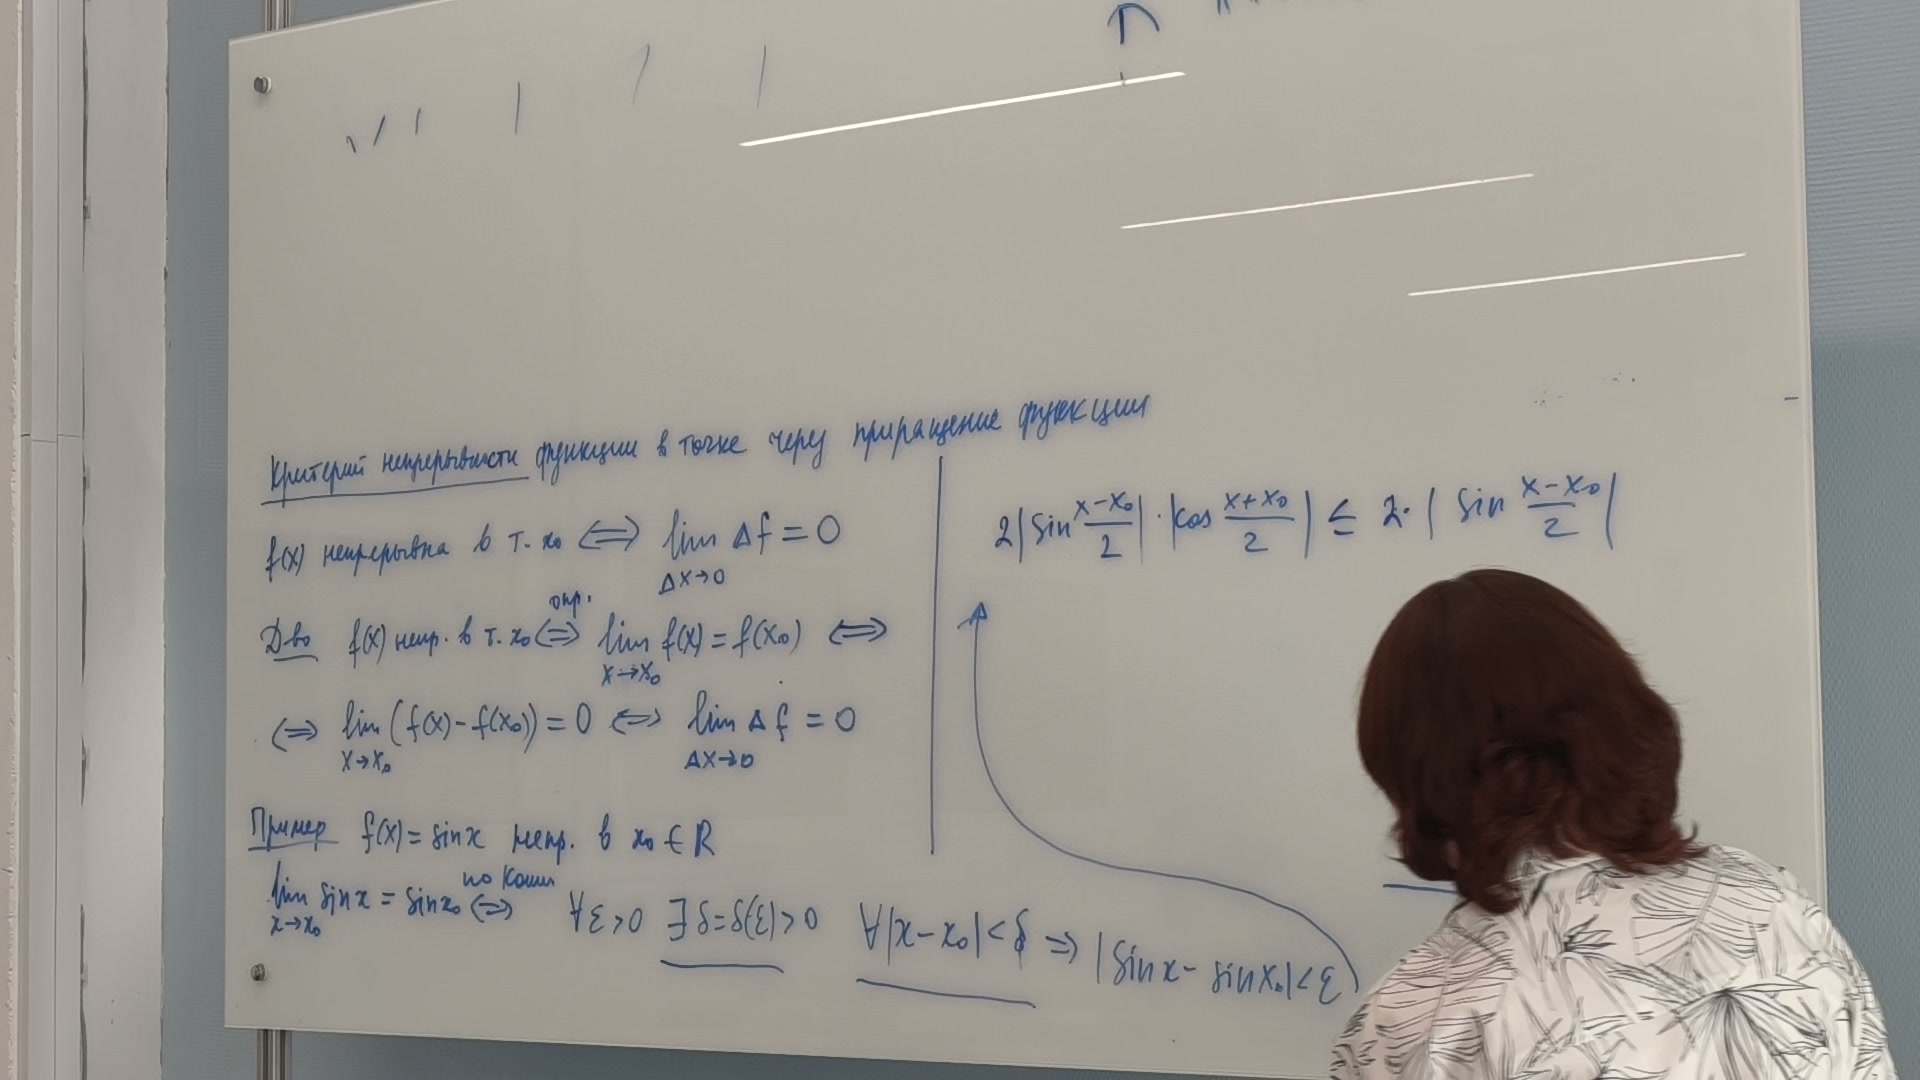 Критерий непрерывности функции в точке через приращение функции
f(x) непрерывна в т. x₀ ⇔ lim Δf = 0
Δx→0
опр.
Д-во f(x) непр. в т. x₀ ⇔ lim f(x) = f(x₀) ⇔
x→x₀
⇔ lim (f(x) - f(x₀)) = 0 ⇔ lim Δf = 0
x→x₀ Δx→0
Пример f(x) = sin x непр. в x₀ ∈ R
по Коши
lim sin x = sin x₀ ⇔ ∀ε>0 ∃δ=δ(ε)>0 ∀|x-x₀|<δ ⇒ |sin x - sin x₀|<ε
x→x₀
2|sin (x-x₀)/2| · |cos (x+x₀)/2| ≤ 2·|sin (x-x₀)/2|